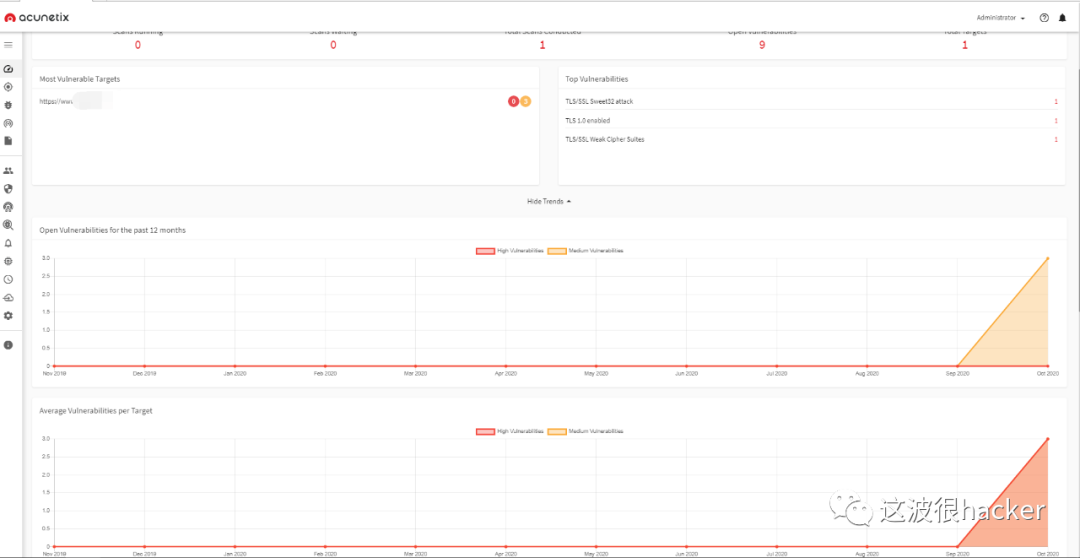 acunetix
Administrator
Scans Running
Scans Waiting
Total Scans Conducted
Open Vulnerabilities
Total Targets
0
0
1
9
1
Most Vulnerable Targets
https://www
0 3
Top Vulnerabilities
TLS/SSL Sweet32 attack 1
TLS 1.0 enabled 1
TLS/SSL Weak Cipher Suites 1
Hide Trends
Open Vulnerabilities for the past 12 months
High Vulnerabilities Medium Vulnerabilities
3.0
2.5
2.0
1.5
1.0
0.5
0
Nov 2019 Dec 2019 Jan 2020 Feb 2020 Mar 2020 Apr 2020 May 2020 Jun 2020 Jul 2020 Aug 2020 Sep 2020 Oct 2020
Average Vulnerabilities per Target
High Vulnerabilities Medium Vulnerabilities
3.0
2.5
2.0
1.5
1.0
0.5
0
Nov 2019 Dec 2019 Jan 2020 Feb 2020 Mar 2020 Apr 2020 May 2020 Jun 2020 Jul 2020 Aug 2020 Sep 2020 Oct 2020
这波很hacker